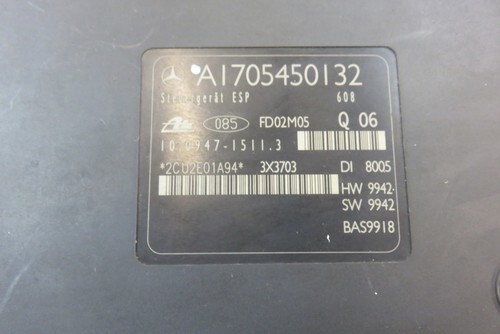 A1705450132
Steuergerät ESP 608
Ate 085 FD02M05 Q 06
10.0947-1511.3
*2C02E01A94* 3X3703 DI 8005
HW 9942
SW 9942
BAS9918